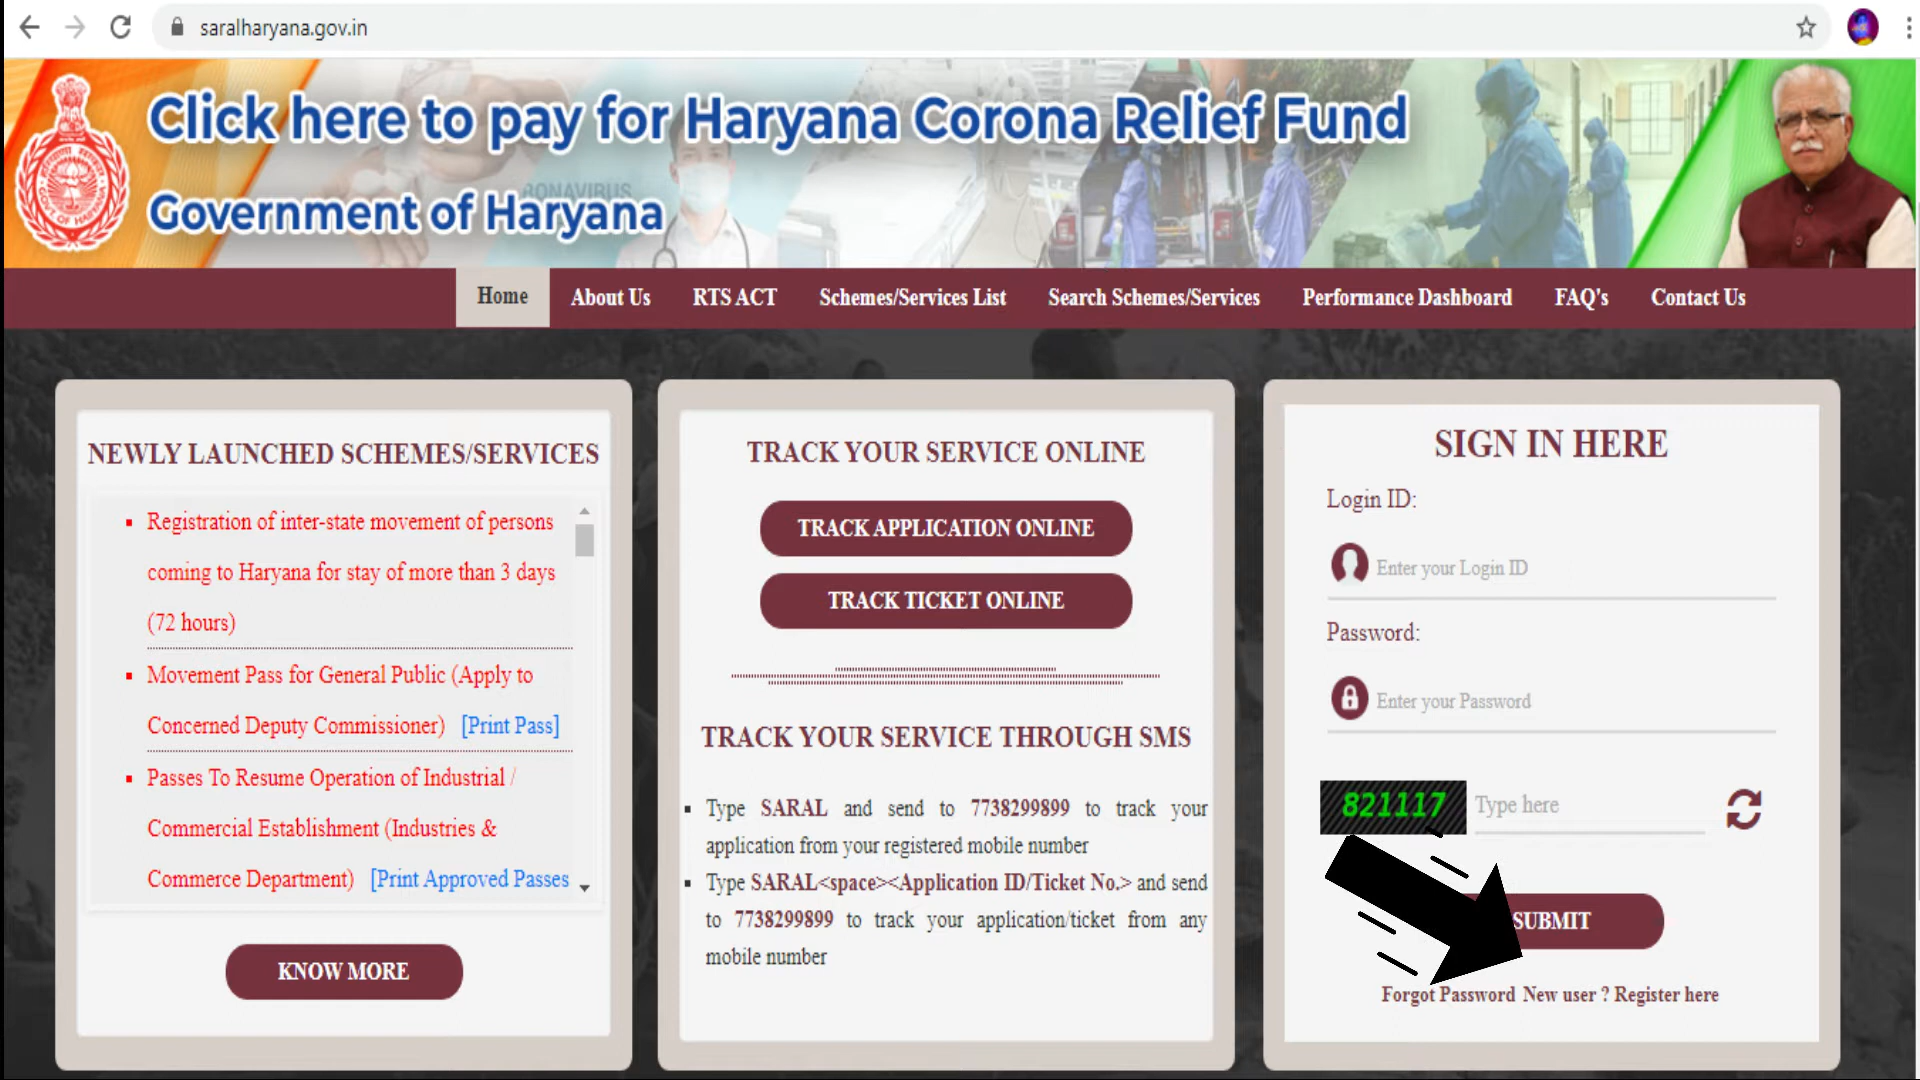 saralharyana.gov.in
Click here to pay for Haryana Corona Relief Fund
Government of Haryana
GOVT OF HARYANA
Home About Us RTS ACT Schemes/Services List Search Schemes/Services Performance Dashboard FAQ's Contact Us
NEWLY LAUNCHED SCHEMES/SERVICES
Registration of inter-state movement of persons
coming to Haryana for stay of more than 3 days
(72 hours)
Movement Pass for General Public (Apply to
Concerned Deputy Commissioner) [Print Pass]
Passes To Resume Operation of Industrial /
Commercial Establishment (Industries &
Commerce Department) [Print Approved Passes
KNOW MORE
TRACK YOUR SERVICE ONLINE
TRACK APPLICATION ONLINE
TRACK TICKET ONLINE
TRACK YOUR SERVICE THROUGH SMS
Type SARAL and send to 7738299899 to track your
application from your registered mobile number
Type SARAL<space><Application ID/Ticket No.> and send
to 7738299899 to track your application/ticket from any
mobile number
SIGN IN HERE
Login ID:
Enter your Login ID
Password:
Enter your Password
821117 Type here
SUBMIT
Forgot Password New user ? Register here